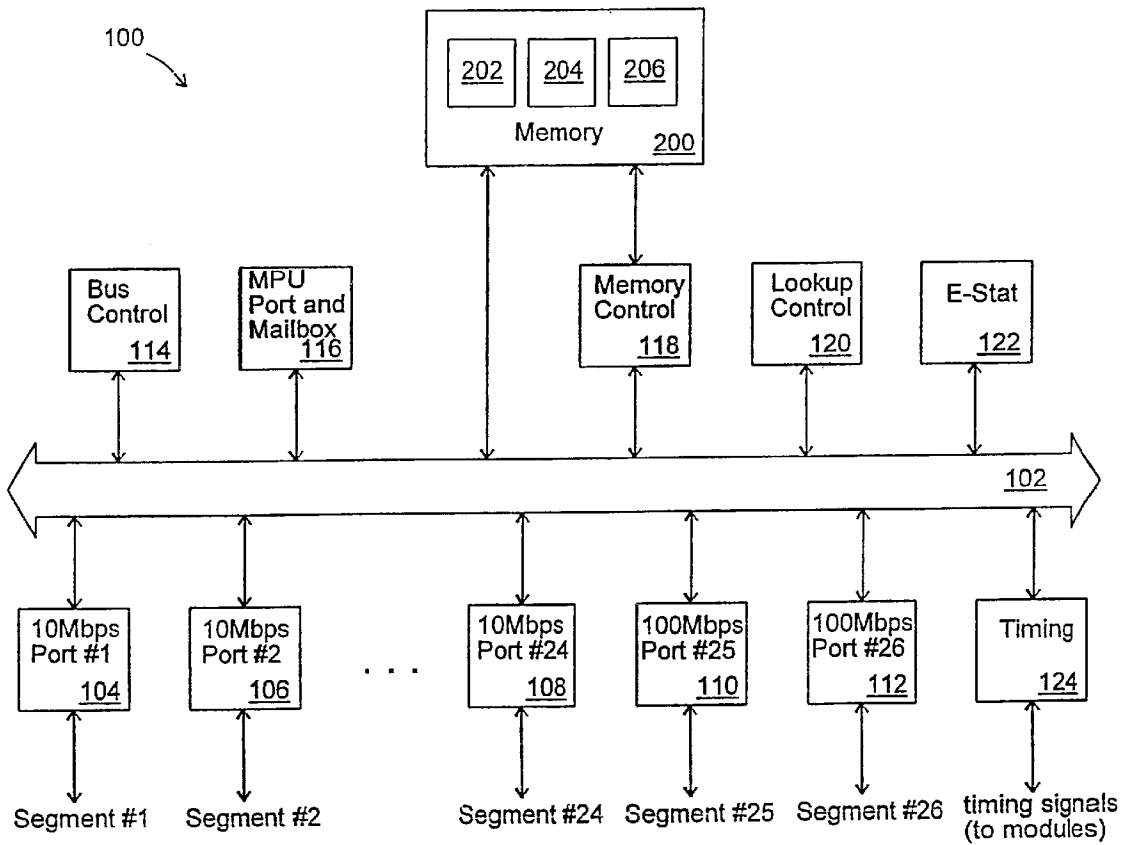 100
202 204 206
Memory
200
Bus
Control
114
MPU
Port and
Mailbox
116
Memory
Control
118
Lookup
Control
120
E-Stat
122
102
10Mbps
Port #1
104
10Mbps
Port #2
106
. . .
10Mbps
Port #24
108
100Mbps
Port #25
110
100Mbps
Port #26
112
Timing
124
Segment #1
Segment #2
Segment #24
Segment #25
Segment #26
timing signals
(to modules)